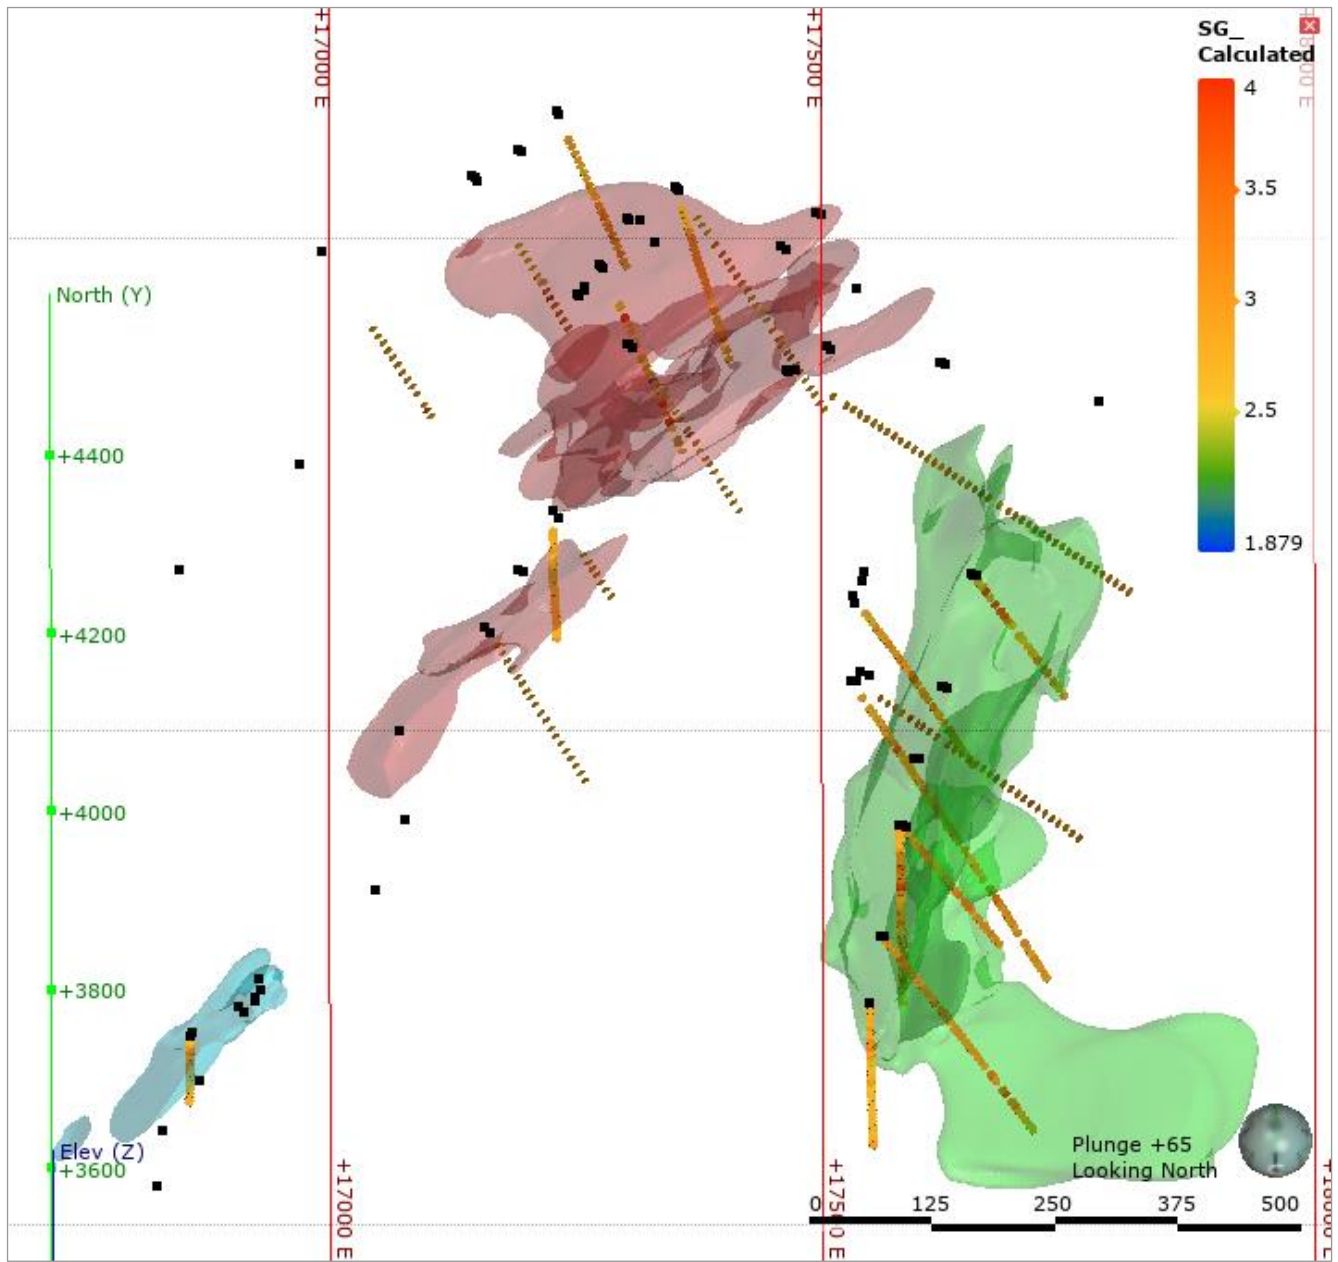 +17000 E
+17500 E
SG_
Calculated
4
3.5
3
2.5
1.879
North (Y)
+4400
+4200
+4000
+3800
Elev (Z)
+3600
Plunge +65
Looking North
0 125 250 375 500
+17000 E